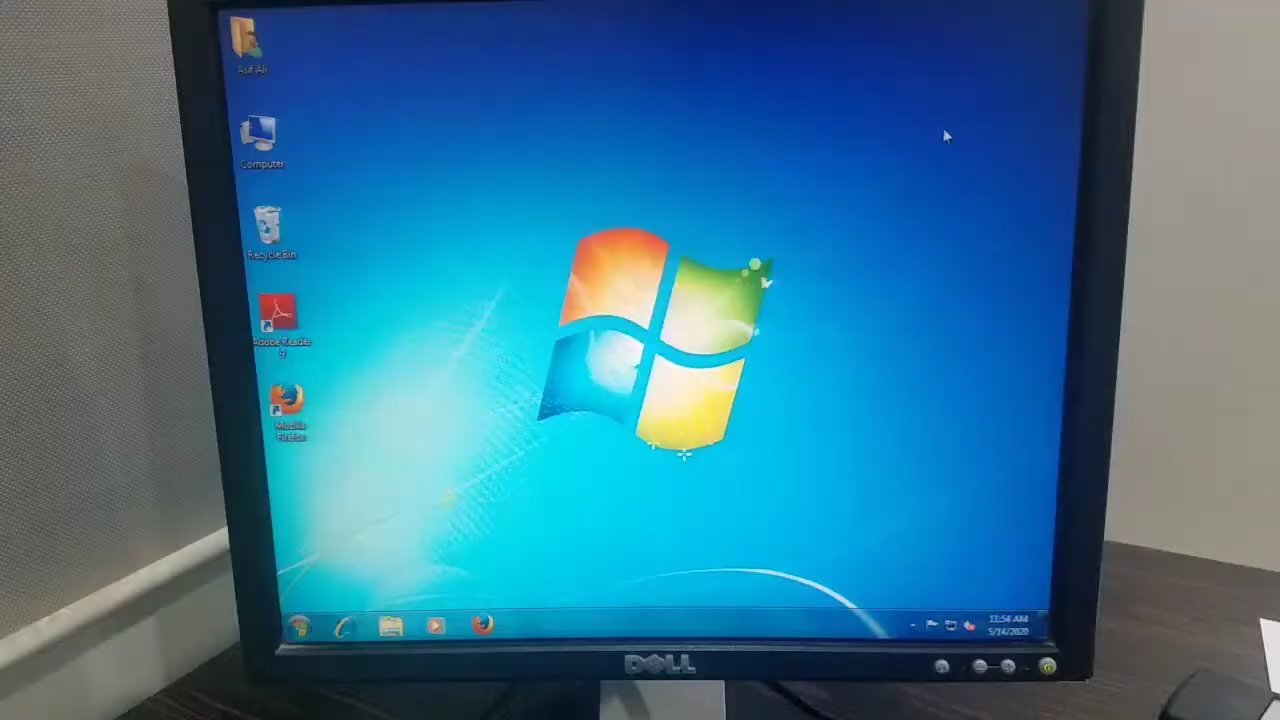 Asif Ali
Computer
Recycle Bin
Adobe Reader
9
Mozilla
Firefox
11:54 AM
5/14/2020
DELL